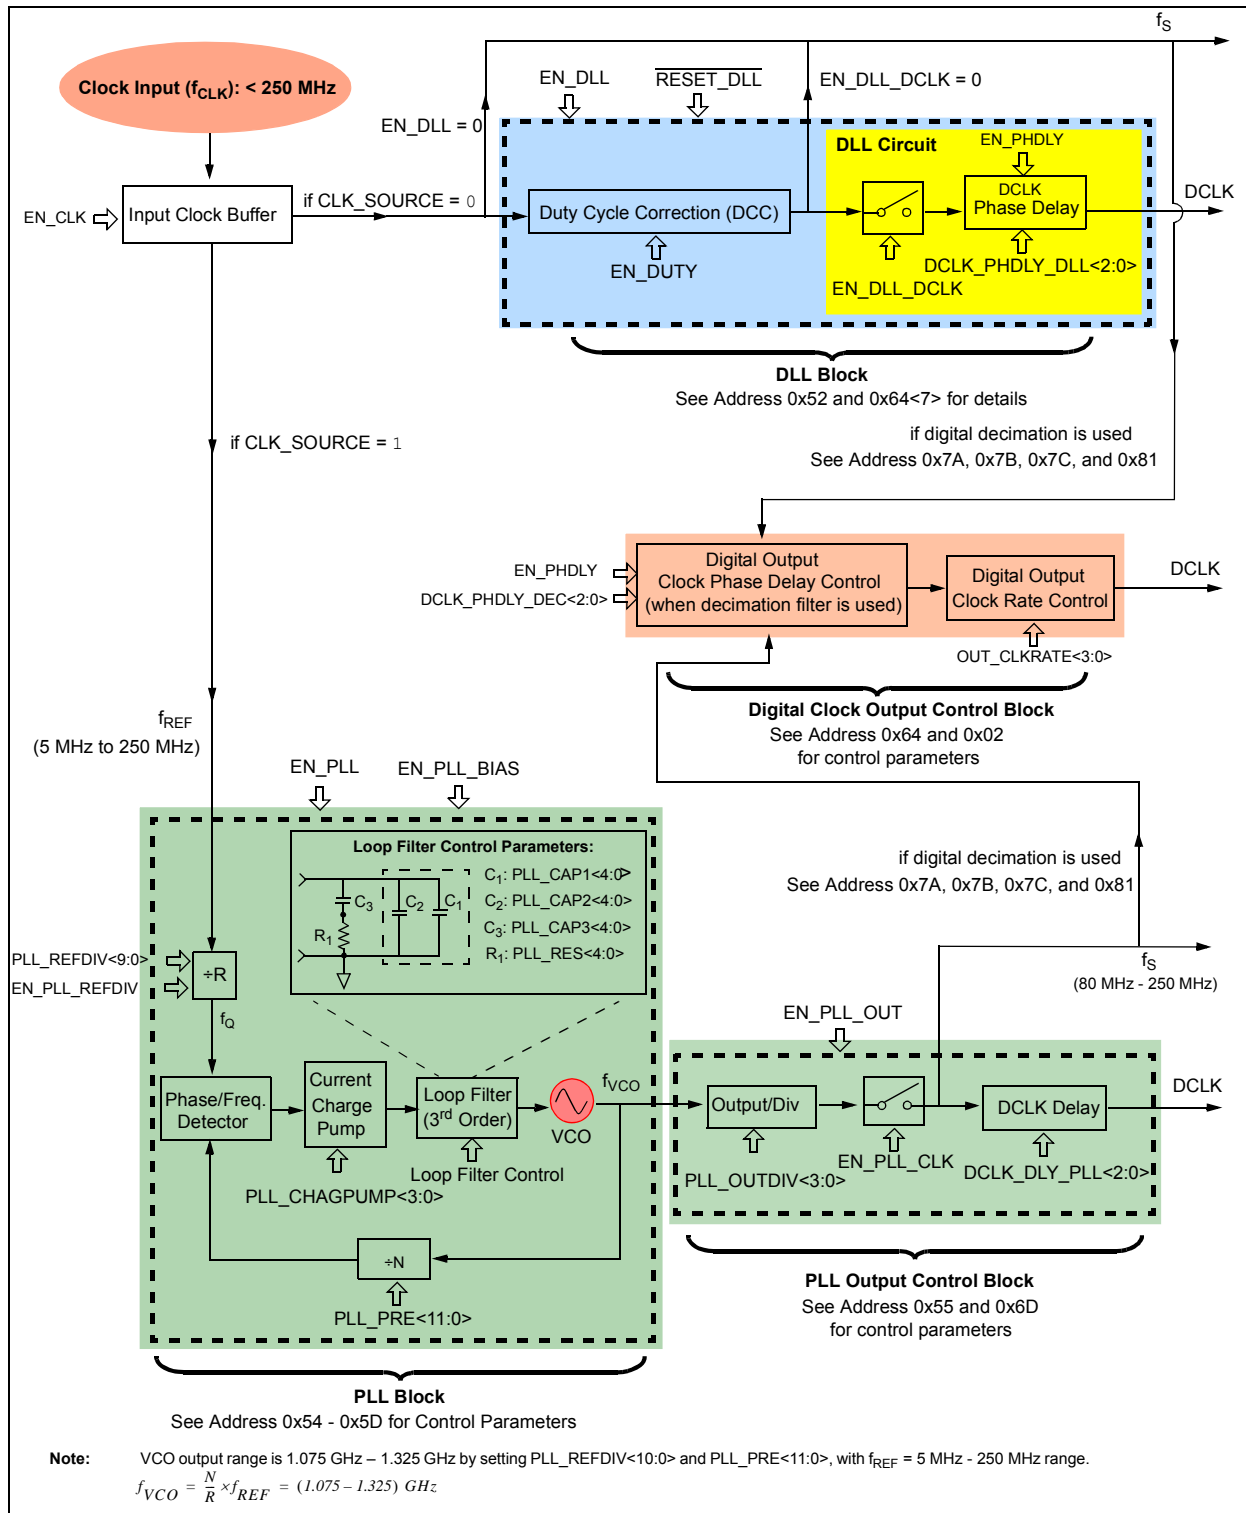 f_S
Clock Input (f_CLK): < 250 MHz
EN_DLL
RESET_DLL
EN_DLL_DCLK = 0
EN_DLL = 0
DLL Circuit
EN_PHDLY
EN_CLK
Input Clock Buffer
if CLK_SOURCE = 0
Duty Cycle Correction (DCC)
DCLK
Phase Delay
DCLK
EN_DUTY
DCLK_PHDLY_DLL<2:0>
EN_DLL_DCLK
DLL Block
See Address 0x52 and 0x64<7> for details
if CLK_SOURCE = 1
if digital decimation is used
See Address 0x7A, 0x7B, 0x7C, and 0x81
EN_PHDLY
DCLK_PHDLY_DEC<2:0>
Digital Output
Clock Phase Delay Control
(when decimation filter is used)
Digital Output
Clock Rate Control
DCLK
OUT_CLKRATE<3:0>
Digital Clock Output Control Block
See Address 0x64 and 0x02
for control parameters
f_REF
(5 MHz to 250 MHz)
EN_PLL
EN_PLL_BIAS
Loop Filter Control Parameters:
C1: PLL_CAP1<4:0>
C2: PLL_CAP2<4:0>
C3: PLL_CAP3<4:0>
R1: PLL_RES<4:0>
C3
C2
C1
R1
if digital decimation is used
See Address 0x7A, 0x7B, 0x7C, and 0x81
PLL_REFDIV<9:0>
EN_PLL_REFDIV
÷R
f_Q
f_S
(80 MHz - 250 MHz)
EN_PLL_OUT
Phase/Freq.
Detector
Current
Charge
Pump
Loop Filter
(3rd Order)
f_VCO
VCO
Output/Div
DCLK Delay
DCLK
Loop Filter Control
PLL_CHAGPUMP<3:0>
PLL_OUTDIV<3:0>
EN_PLL_CLK
DCLK_DLY_PLL<2:0>
÷N
PLL_PRE<11:0>
PLL Output Control Block
See Address 0x55 and 0x6D
for control parameters
PLL Block
See Address 0x54 - 0x5D for Control Parameters
Note: VCO output range is 1.075 GHz – 1.325 GHz by setting PLL_REFDIV<10:0> and PLL_PRE<11:0>, with f_REF = 5 MHz - 250 MHz range.
f_VCO = N/R × f_REF = (1.075 – 1.325) GHz